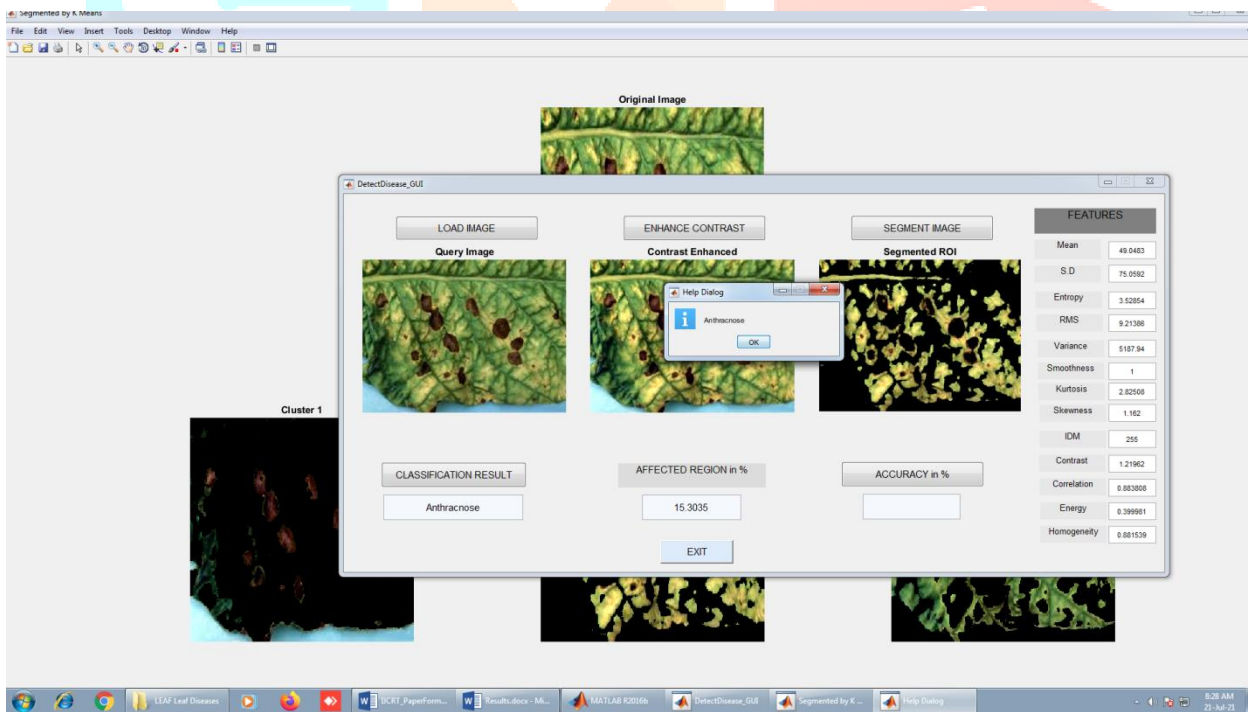 Segmented by K Means
File Edit View Insert Tools Desktop Window Help
Original Image
DetectDisease_GUI
LOAD IMAGE
ENHANCE CONTRAST
SEGMENT IMAGE
Query Image
Contrast Enhanced
Segmented ROI
Help Dialog
Anthracnose
OK
FEATURES
Mean 49.0483
S.D 75.0592
Entropy 3.52854
RMS 9.21386
Variance 5187.94
Smoothness 1
Kurtosis 2.82508
Skewness 1.162
IDM 255
Contrast 1.21962
Correlation 0.883808
Energy 0.399981
Homogeneity 0.881539
Cluster 1
CLASSIFICATION RESULT
AFFECTED REGION in %
ACCURACY in %
Anthracnose
15.3035
EXIT
LEAF Leaf Diseases
IJCRT_PaperForm...
Results.docx - Mi...
MATLAB R2016b
DetectDisease_GUI
Segmented by K ...
Help Dialog
8:28 AM
21-Jul-21